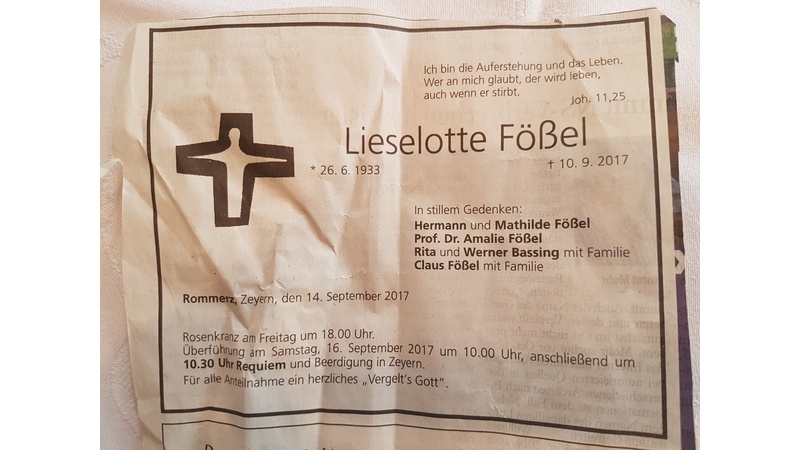 Ich bin die Auferstehung und das Leben.
Wer an mich glaubt, der wird leben,
auch wenn er stirbt.
Joh. 11,25
Lieselotte Fößel
* 26. 6. 1933
† 10. 9. 2017
In stillem Gedenken:
Hermann und Mathilde Fößel
Prof. Dr. Amalie Fößel
Rita und Werner Bassing mit Familie
Claus Fößel mit Familie
Rommerz, Zeyern, den 14. September 2017
Rosenkranz am Freitag um 18.00 Uhr.
Überführung am Samstag, 16. September 2017 um 10.00 Uhr, anschließend um
10.30 Uhr Requiem und Beerdigung in Zeyern.
Für alle Anteilnahme ein herzliches „Vergelt's Gott".